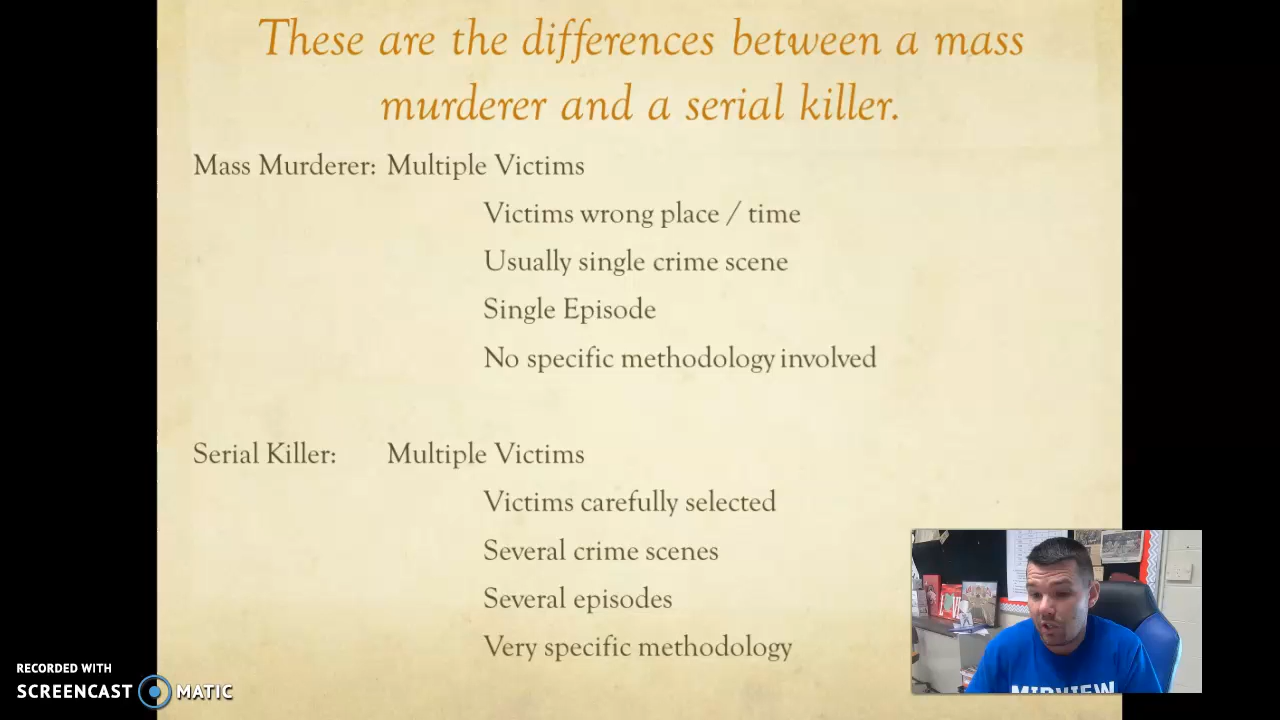 These are the differences between a mass
murderer and a serial killer.
Mass Murderer: Multiple Victims
Victims wrong place / time
Usually single crime scene
Single Episode
No specific methodology involved
Serial Killer: Multiple Victims
Victims carefully selected
Several crime scenes
Several episodes
Very specific methodology
MIDVIEW
RECORDED WITH
SCREENCAST MATIC